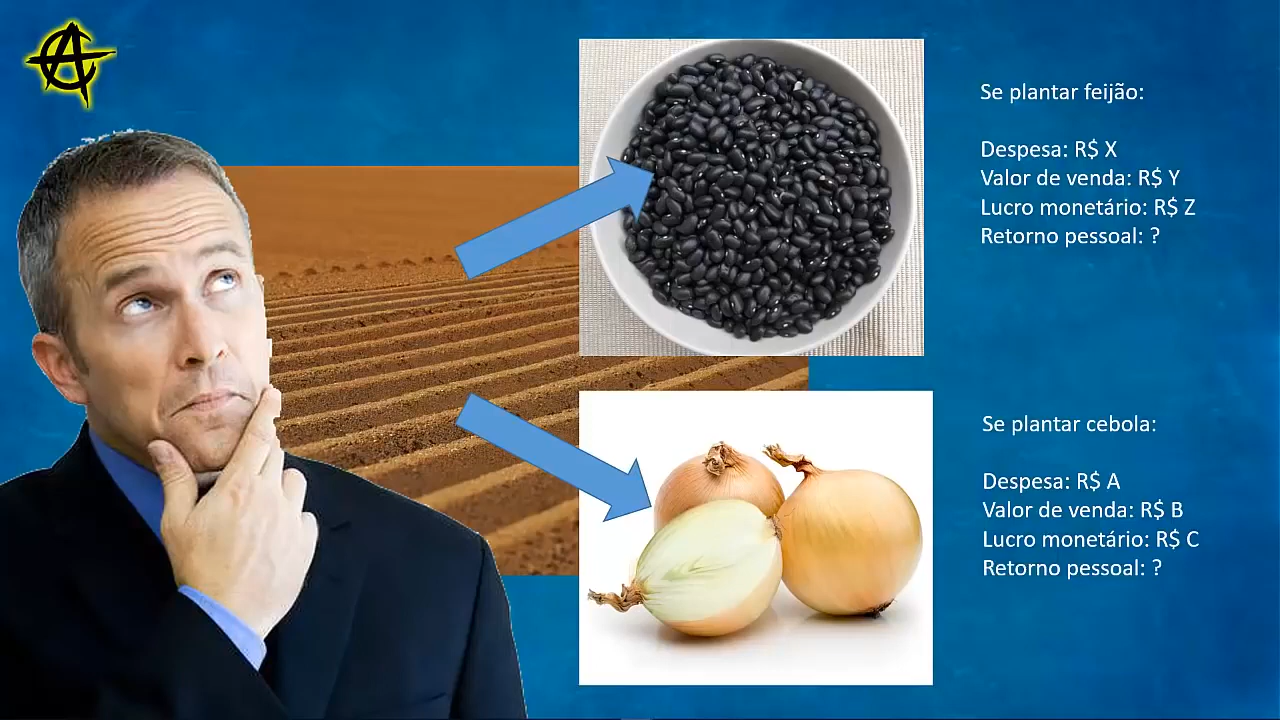 Se plantar feijão:
Despesa: R$ X
Valor de venda: R$ Y
Lucro monetário: R$ Z
Retorno pessoal: ?
Se plantar cebola:
Despesa: R$ A
Valor de venda: R$ B
Lucro monetário: R$ C
Retorno pessoal: ?